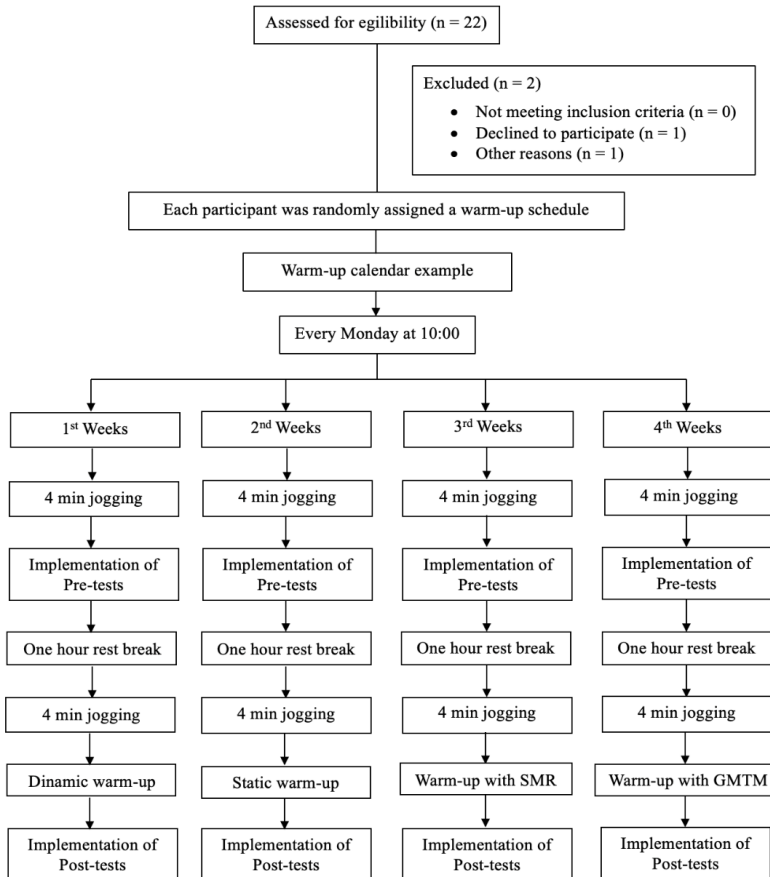 Assessed for egilibility (n = 22)
Excluded (n = 2)
• Not meeting inclusion criteria (n = 0)
• Declined to participate (n = 1)
• Other reasons (n = 1)
Each participant was randomly assigned a warm-up schedule
Warm-up calendar example
Every Monday at 10:00
1st Weeks
2nd Weeks
3rd Weeks
4th Weeks
4 min jogging
4 min jogging
4 min jogging
4 min jogging
Implementation of
Pre-tests
Implementation of
Pre-tests
Implementation of
Pre-tests
Implementation of
Pre-tests
One hour rest break
One hour rest break
One hour rest break
One hour rest break
4 min jogging
4 min jogging
4 min jogging
4 min jogging
Dinamic warm-up
Static warm-up
Warm-up with SMR
Warm-up with GMTM
Implementation of
Post-tests
Implementation of
Post-tests
Implementation of
Post-tests
Implementation of
Post-tests